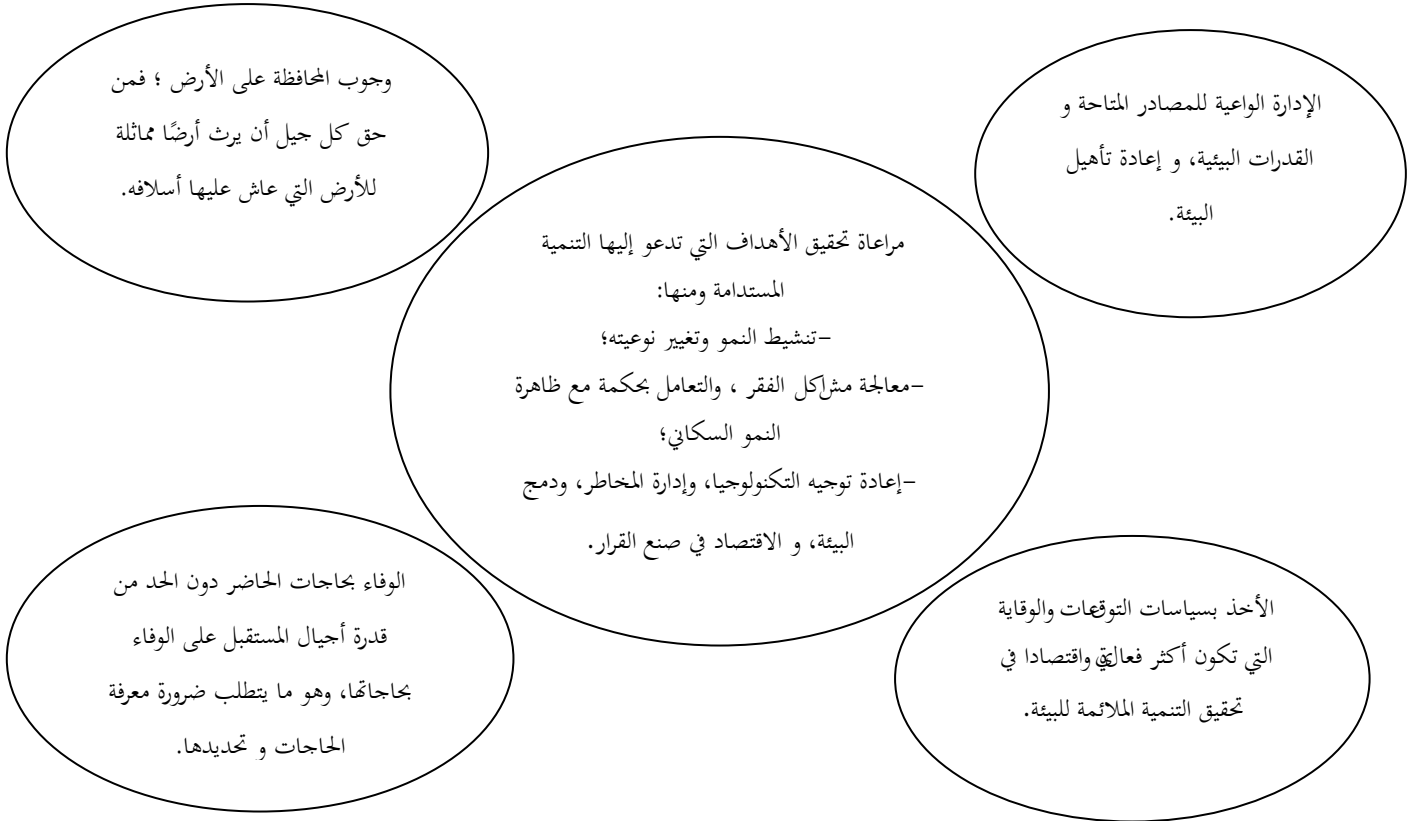 الإدارة الواعية للمصادر المتاحة و
القدرات البيئية، و إعادة تأهيل
البيئة.
وجوب المحافظة على الأرض ؛ فمن
حق كل جيل أن يرث أرضًا مماثلة
للأرض التي عاش عليها أسلافه.
مراعاة تحقيق الأهداف التي تدعو إليها التنمية
المستدامة ومنها:
-تنشيط النمو وتغيير نوعيته؛
-معالجة مشاكل الفقر ، والتعامل بحكمة مع ظاهرة
النمو السكاني؛
-إعادة توجيه التكنولوجيا، وإدارة المخاطر، ودمج
البيئة، و الاقتصاد في صنع القرار.
الأخذ بسياسات التوقعات والوقاية
التي تكون أكثر فعالية واقتصادا في
تحقيق التنمية الملائمة للبيئة.
الوفاء بحاجات الحاضر دون الحد من
قدرة أجيال المستقبل على الوفاء
بحاجاتها، وهو ما يتطلب ضرورة معرفة
الحاجات و تحديدها.